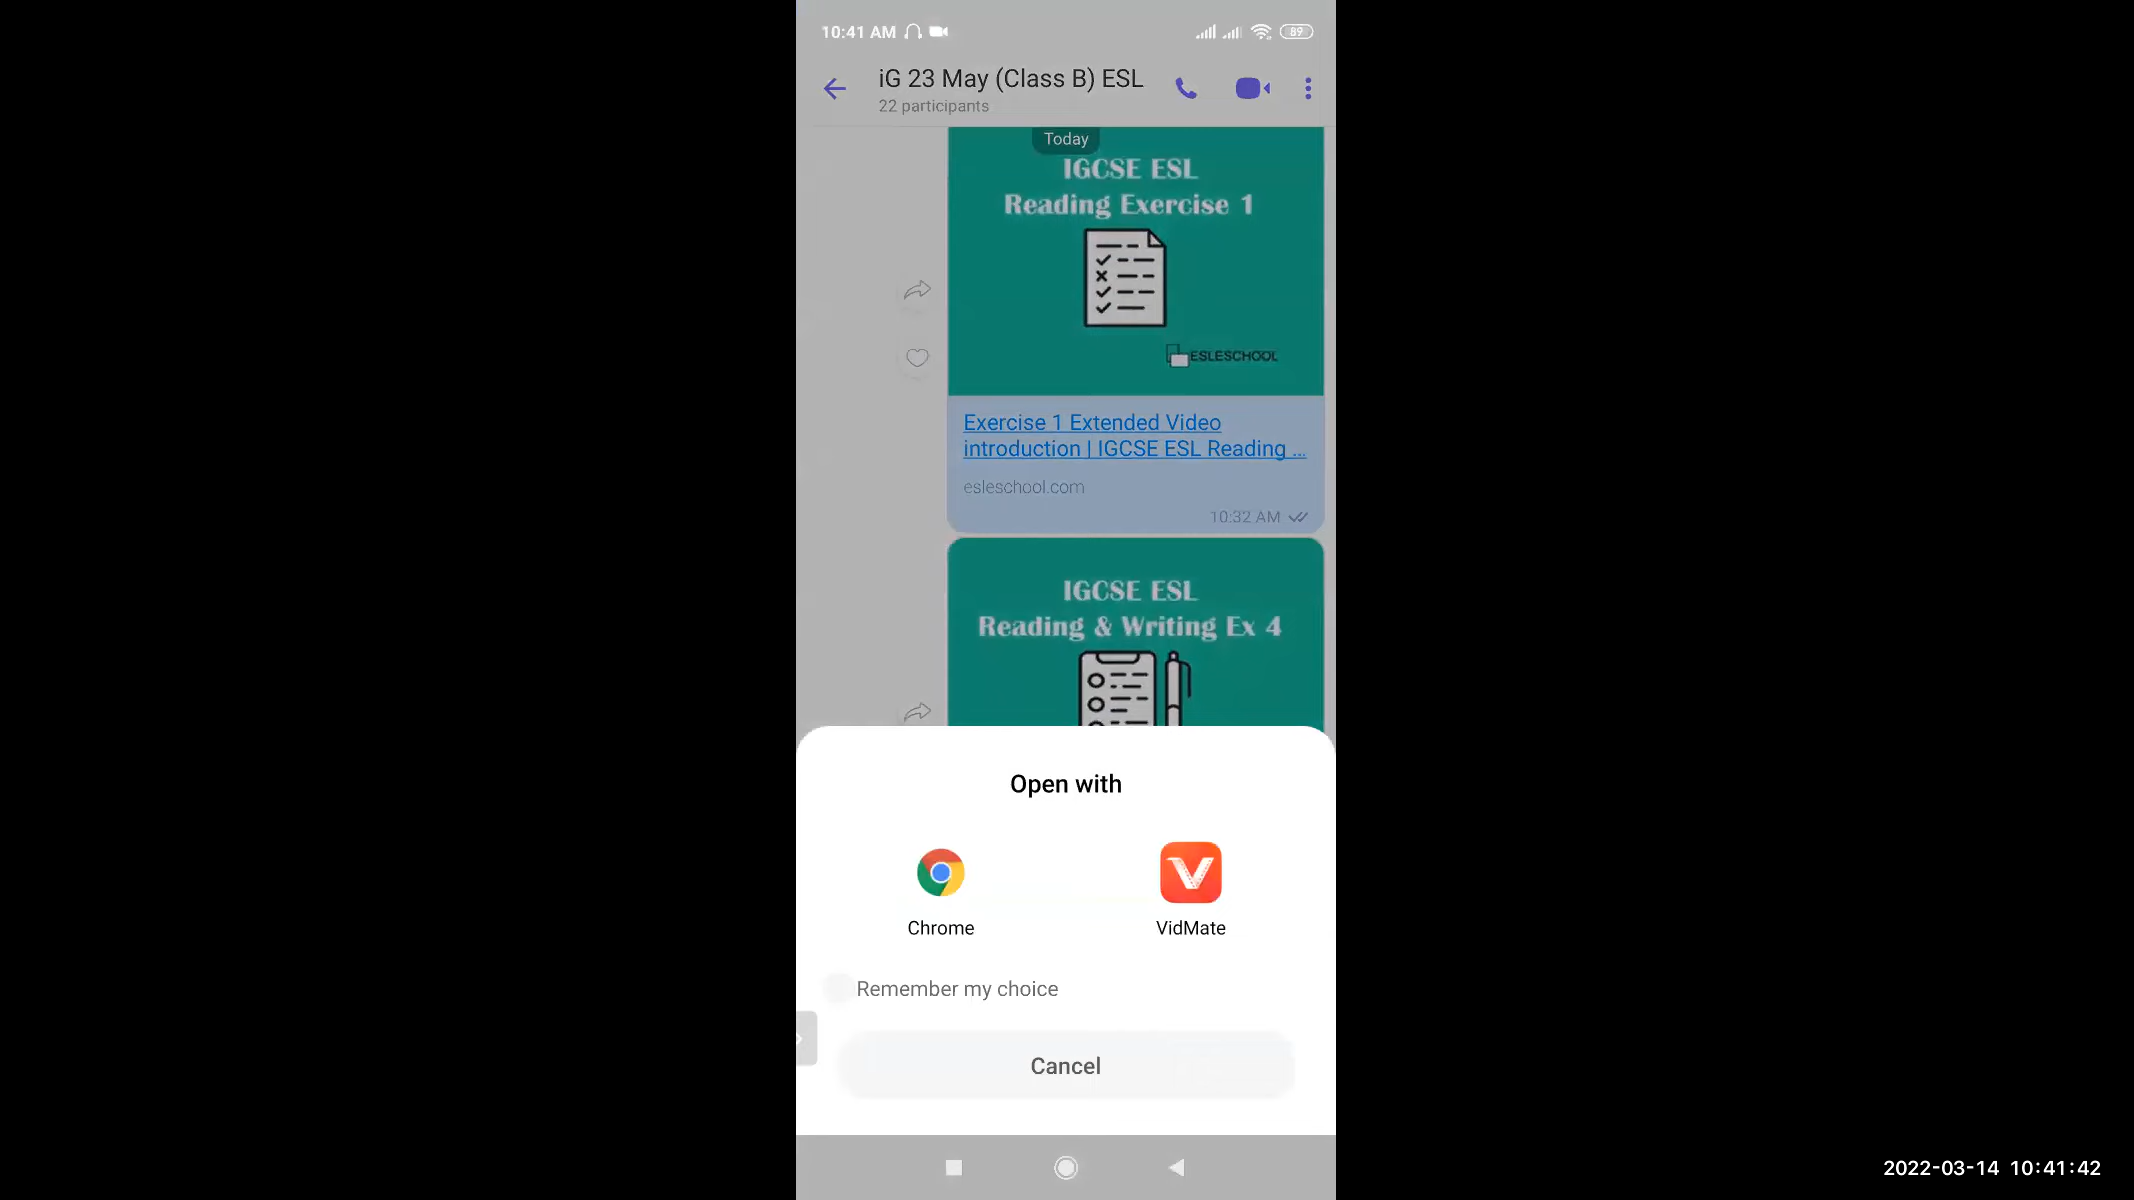 10:41 AM
89
iG 23 May (Class B) ESL
22 participants
Today
IGCSE ESL
Reading Exercise 1
ESLESCHOOL
Exercise 1 Extended Video
introduction | IGCSE ESL Reading ...
esleschool.com
10:32 AM
IGCSE ESL
Reading & Writing Ex 4
Open with
Chrome
VidMate
Remember my choice
Cancel
2022-03-14 10:41:42